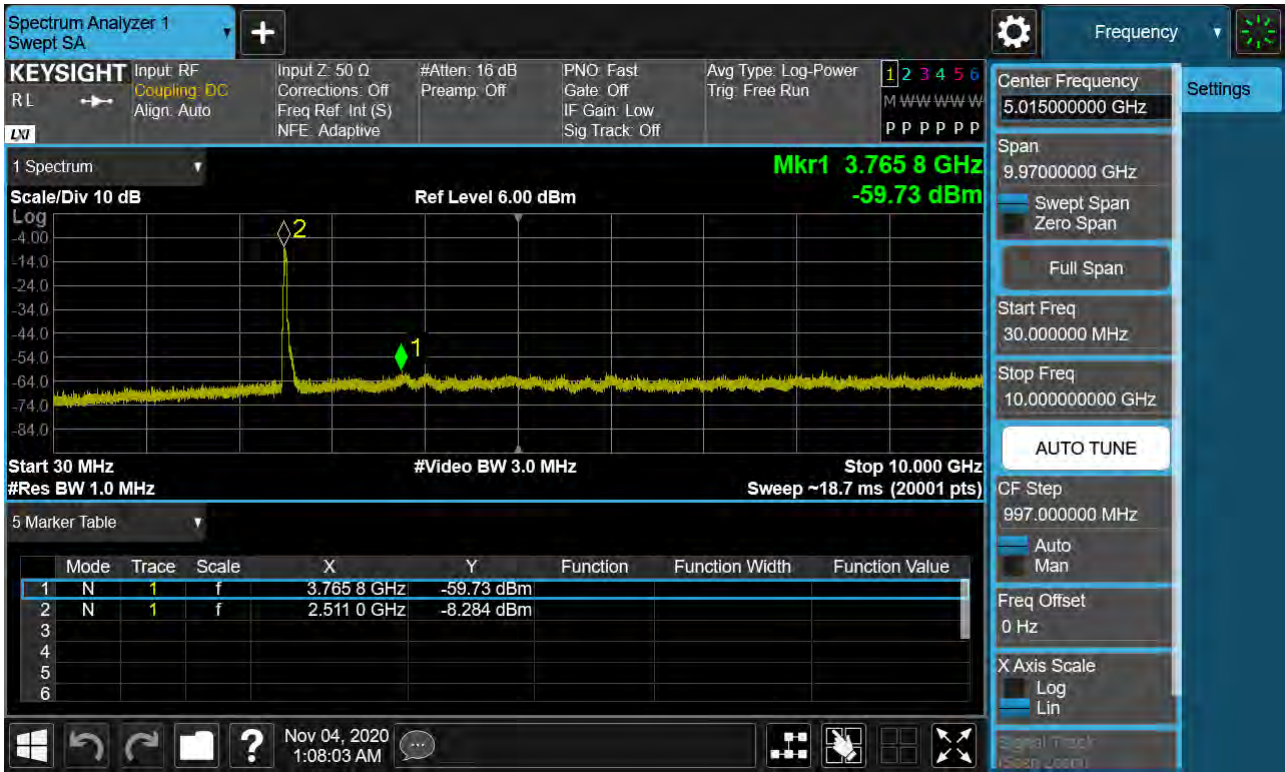 Spectrum Analyzer 1
Swept SA
+
Frequency
KEYSIGHT
RL
LXI
Input: RF
Coupling: DC
Align: Auto
Input Z: 50 Ω
Corrections: Off
Freq Ref: Int (S)
NFE: Adaptive
#Atten: 16 dB
Preamp: Off
PNO: Fast
Gate: Off
IF Gain: Low
Sig Track: Off
Avg Type: Log-Power
Trig: Free Run
1 2 3 4 5 6
M W W W W W
P P P P P P
Center Frequency
5.015000000 GHz
Settings
1 Spectrum
Mkr1 3.765 8 GHz
-59.73 dBm
Scale/Div 10 dB
Ref Level 6.00 dBm
Log
-4.00
-14.0
-24.0
-34.0
-44.0
-54.0
-64.0
-74.0
-84.0
2
1
Start 30 MHz
#Video BW 3.0 MHz
Stop 10.000 GHz
#Res BW 1.0 MHz
Sweep ~18.7 ms (20001 pts)
Span
9.97000000 GHz
Swept Span
Zero Span
Full Span
Start Freq
30.000000 MHz
Stop Freq
10.000000000 GHz
AUTO TUNE
CF Step
997.000000 MHz
Auto
Man
Freq Offset
0 Hz
X Axis Scale
Log
Lin
Signal Track
(Span Zoom)
5 Marker Table
Mode Trace Scale X Y Function Function Width Function Value
1 N 1 f 3.765 8 GHz -59.73 dBm
2 N 1 f 2.511 0 GHz -8.284 dBm
3
4
5
6
?
Nov 04, 2020
1:08:03 AM